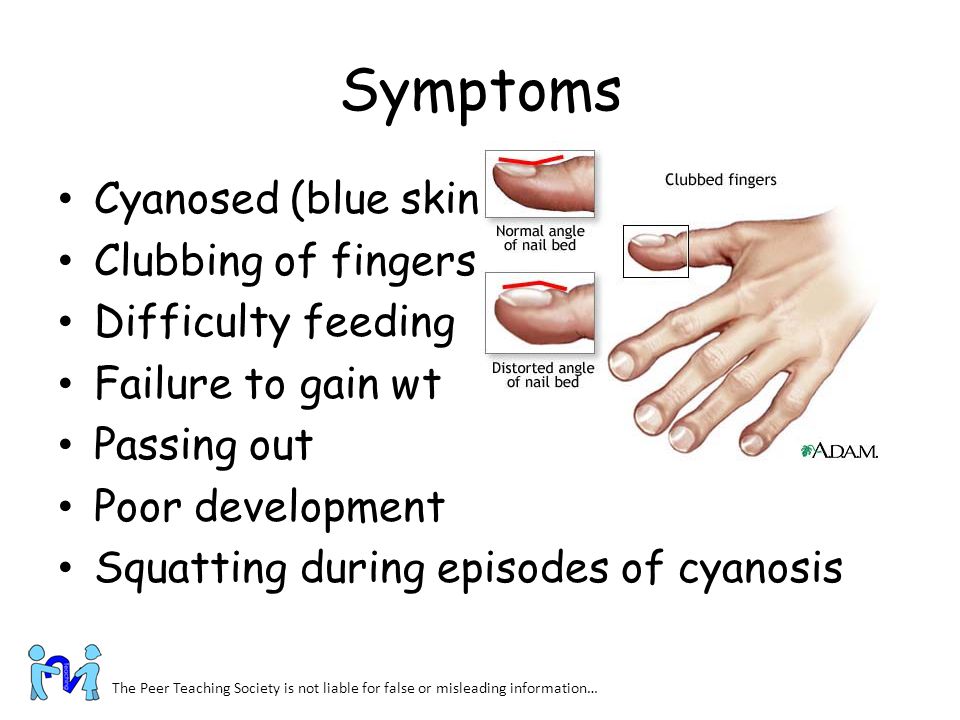 Symptoms
• Cyanosed (blue skin
• Clubbing of fingers
• Difficulty feeding
• Failure to gain wt
• Passing out
• Poor development
• Squatting during episodes of cyanosis
Normal angle
of nail bed
Distorted angle
of nail bed
Clubbed fingers
A.D.A.M.
The Peer Teaching Society is not liable for false or misleading information…